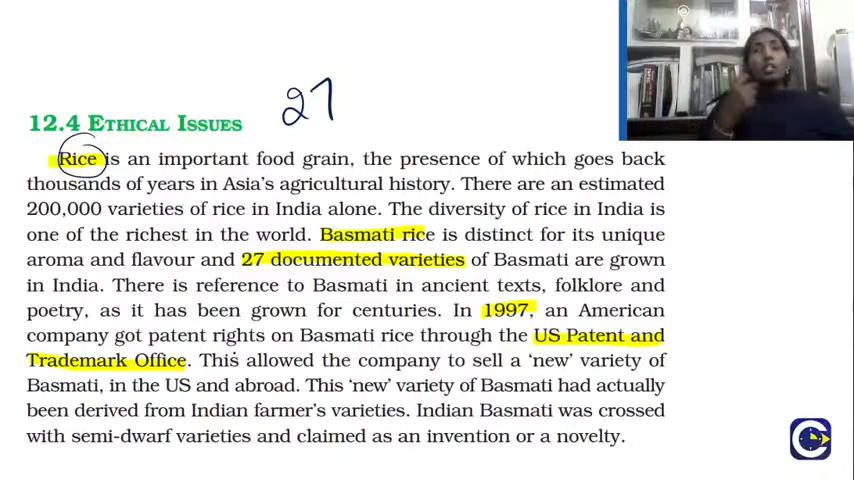 27
12.4 ETHICAL ISSUES
Rice is an important food grain, the presence of which goes back
thousands of years in Asia's agricultural history. There are an estimated
200,000 varieties of rice in India alone. The diversity of rice in India is
one of the richest in the world. Basmati rice is distinct for its unique
aroma and flavour and 27 documented varieties of Basmati are grown
in India. There is reference to Basmati in ancient texts, folklore and
poetry, as it has been grown for centuries. In 1997, an American
company got patent rights on Basmati rice through the US Patent and
Trademark Office. This allowed the company to sell a ‘new’ variety of
Basmati, in the US and abroad. This ‘new’ variety of Basmati had actually
been derived from Indian farmer's varieties. Indian Basmati was crossed
with semi-dwarf varieties and claimed as an invention or a novelty.